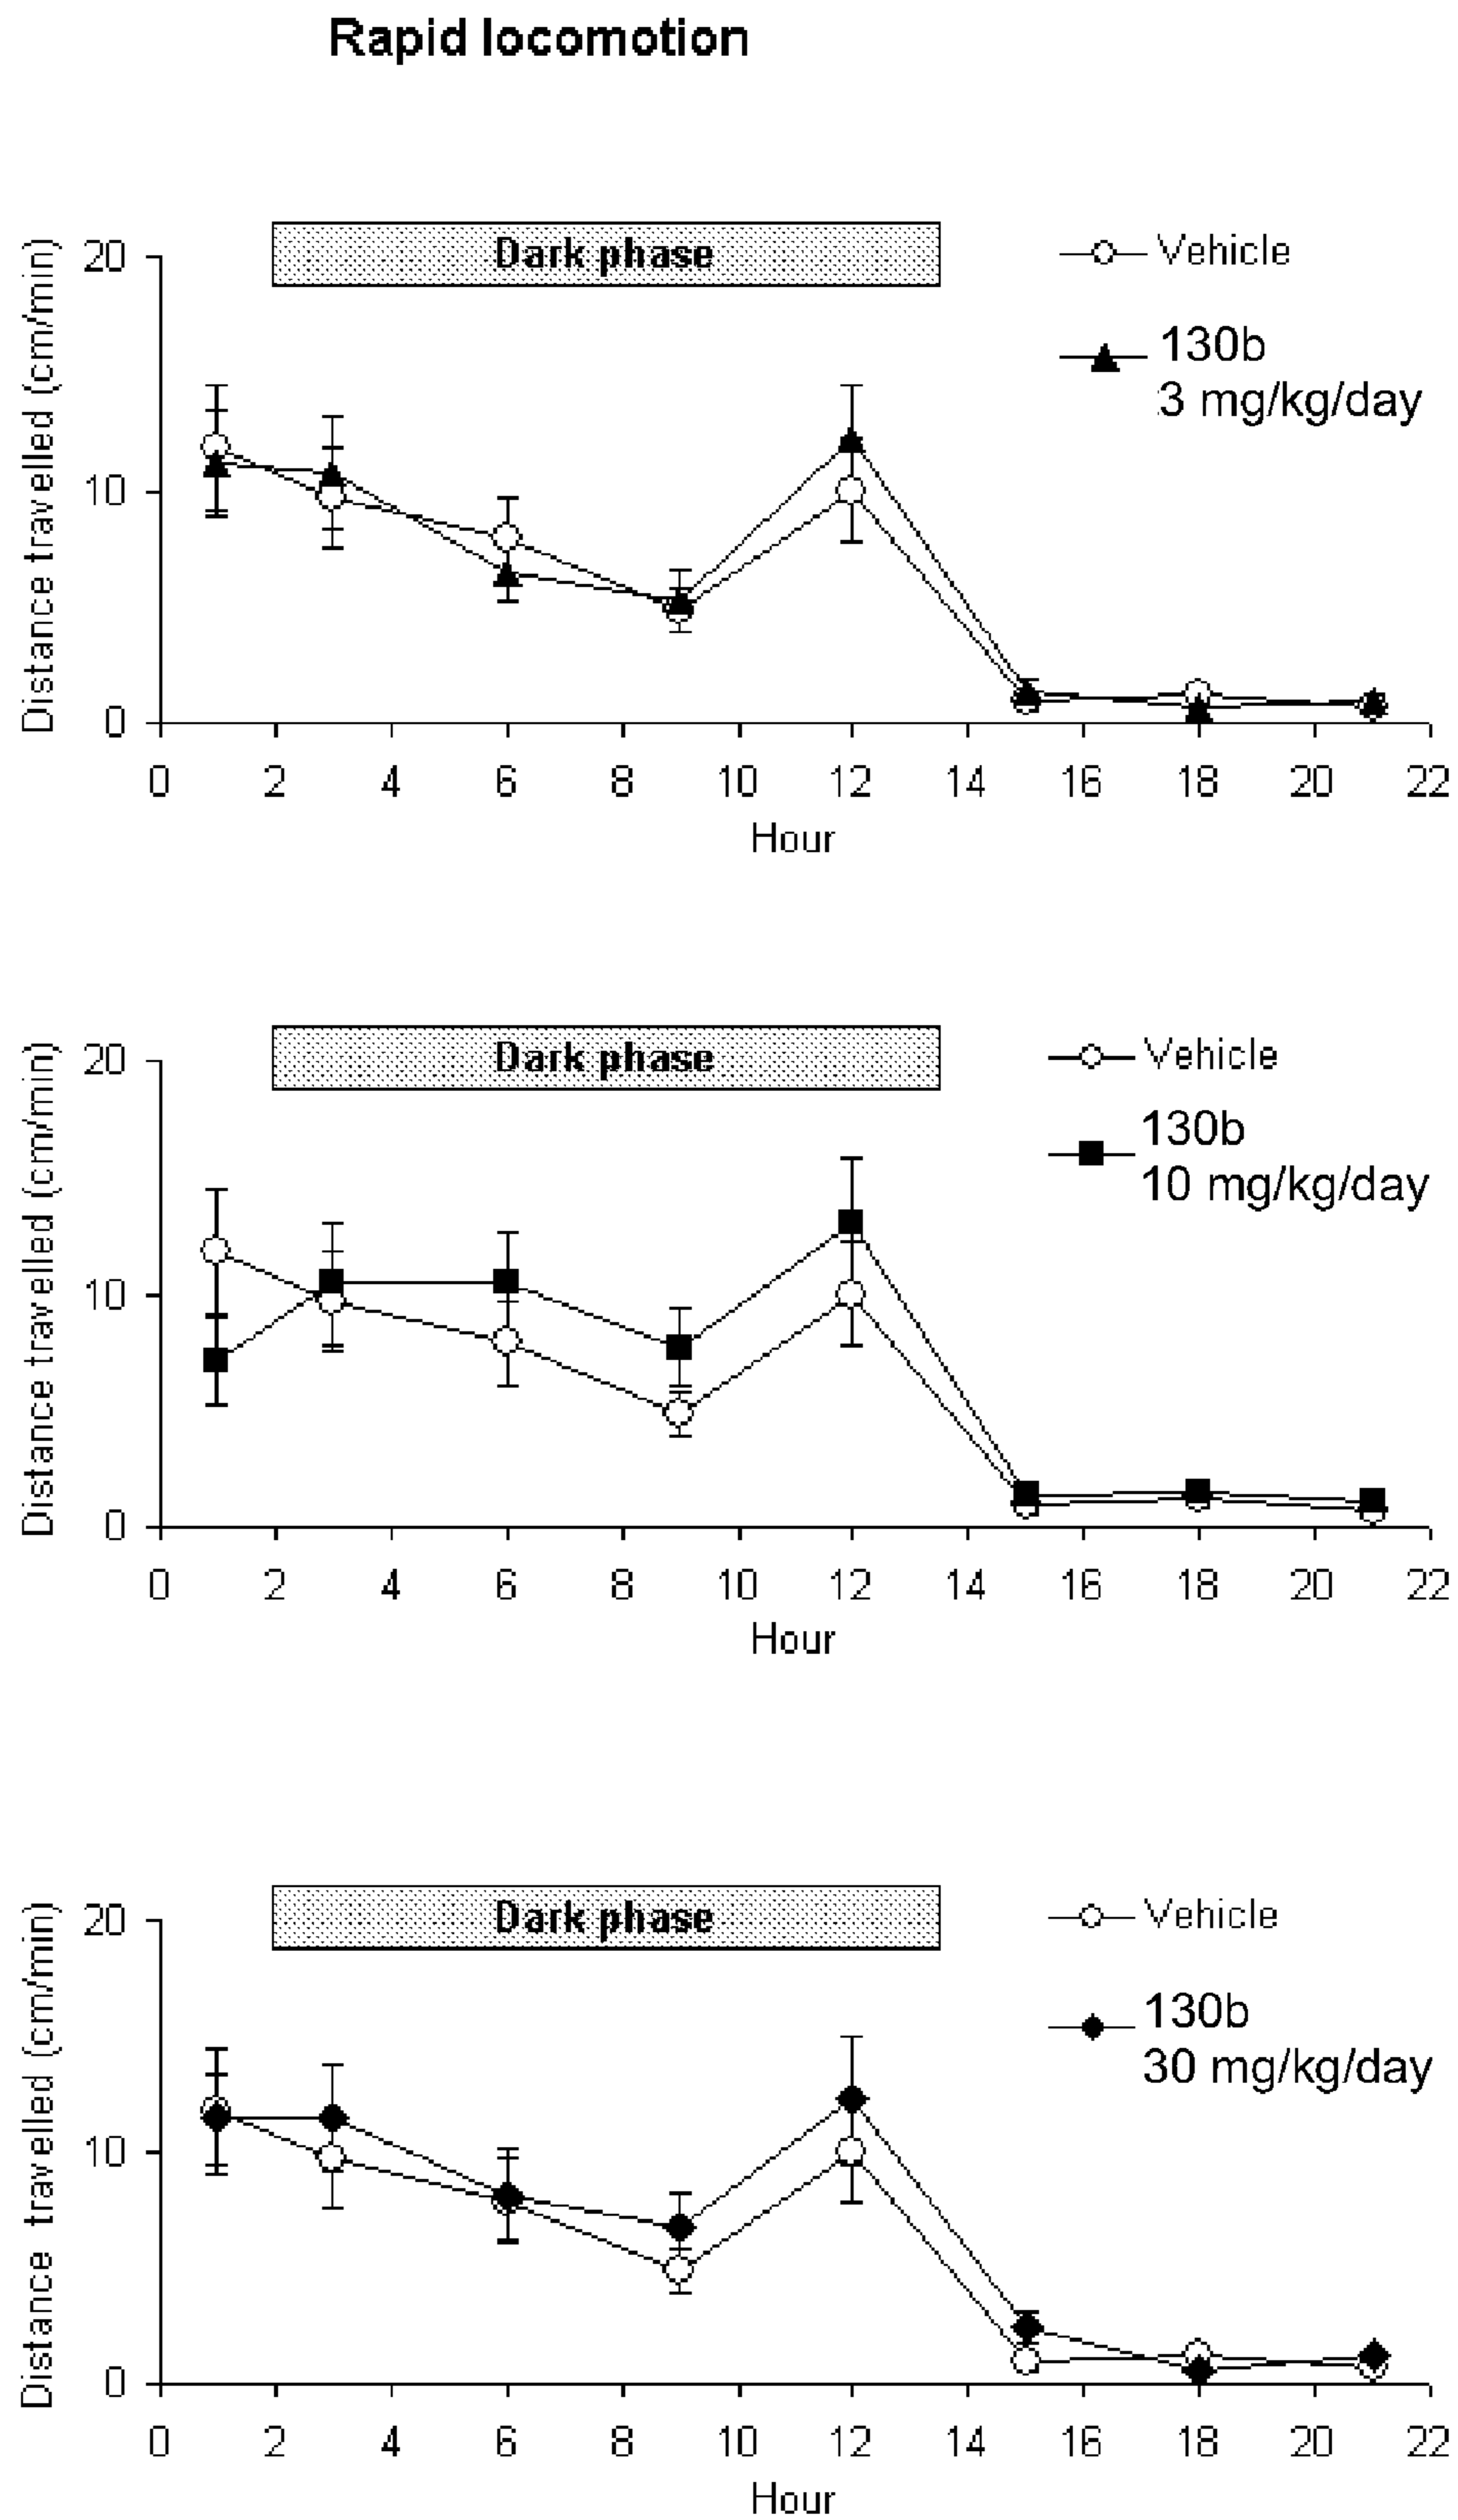 Rapid locomotion
Distance travelled (cm/min)
20
10
0
Dark phase
Vehicle
130b
3 mg/kg/day
0 2 4 6 8 10 12 14 16 18 20 22
Hour
Distance travelled (cm/min)
20
10
0
Dark phase
Vehicle
130b
10 mg/kg/day
0 2 4 6 8 10 12 14 16 18 20 22
Hour
Distance travelled (cm/min)
20
10
0
Dark phase
Vehicle
130b
30 mg/kg/day
0 2 4 6 8 10 12 14 16 18 20 22
Hour